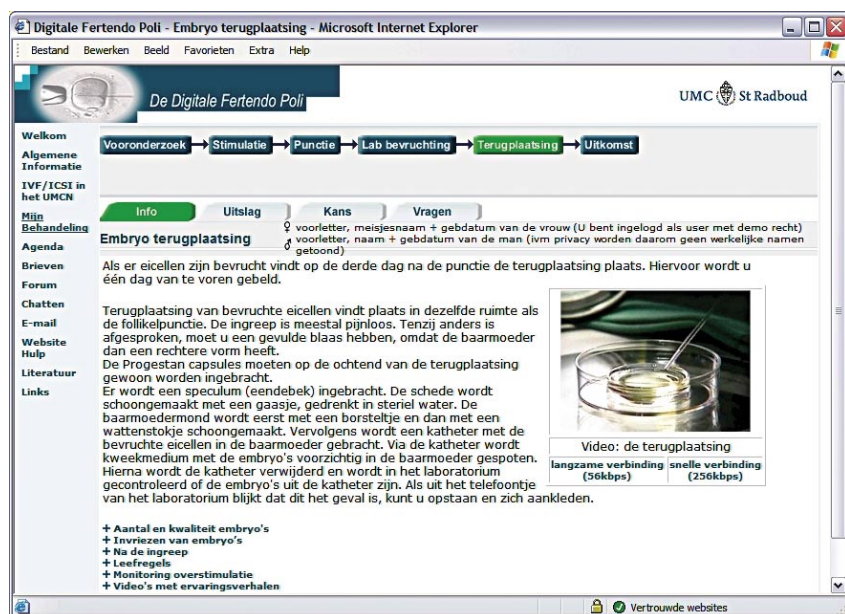 Digitale Fertendo Poli - Embryo terugplaatsing - Microsoft Internet Explorer
Bestand Bewerken Beeld Favorieten Extra Help
De Digitale Fertendo Poli
UMC St Radboud
Welkom
Algemene
Informatie
IVF/ICSI in
het UMCN
Mijn
Behandeling
Agenda
Brieven
Forum
Chatten
E-mail
Website
Hulp
Literatuur
Links
Vooronderzoek Stimulatie Punctie Lab bevruchting Terugplaatsing Uitkomst
Info Uitslag Kans Vragen
Embryo terugplaatsing
♀ voorletter, meisjesnaam + gebdatum van de vrouw (U bent ingelogd als user met demo recht)
♂ voorletter, naam + gebdatum van de man (ivm privacy worden daarom geen werkelijke namen
getoond)
Als er eicellen zijn bevrucht vindt op de derde dag na de punctie de terugplaatsing plaats. Hiervoor wordt u
één dag van te voren gebeld.
Terugplaatsing van bevruchte eicellen vindt plaats in dezelfde ruimte als
de follikelpunctie. De ingreep is meestal pijnloos. Tenzij anders is
afgesproken, moet u een gevulde blaas hebben, omdat de baarmoeder
dan een rechtere vorm heeft.
De Progestan capsules moeten op de ochtend van de terugplaatsing
gewoon worden ingebracht.
Er wordt een speculum (eendebek) ingebracht. De schede wordt
schoongemaakt met een gaasje, gedrenkt in steriel water. De
baarmoedermond wordt eerst met een borsteltje en dan met een
wattenstokje schoongemaakt. Vervolgens wordt een katheter met de
bevruchte eicellen in de baarmoeder gebracht. Via de katheter wordt
kweekmedium met de embryo's voorzichtig in de baarmoeder gespoten.
Hierna wordt de katheter verwijderd en wordt in het laboratorium
gecontroleerd of de embryo's uit de katheter zijn. Als uit het telefoontje
van het laboratorium blijkt dat dit het geval is, kunt u opstaan en zich aankleden.
Video: de terugplaatsing
langzame verbinding snelle verbinding
(56kbps) (256kbps)
+ Aantal en kwaliteit embryo's
+ Invriezen van embryo's
+ Na de ingreep
+ Leefregels
+ Monitoring overstimulatie
+ Video's met ervaringsverhalen
Vertrouwde websites